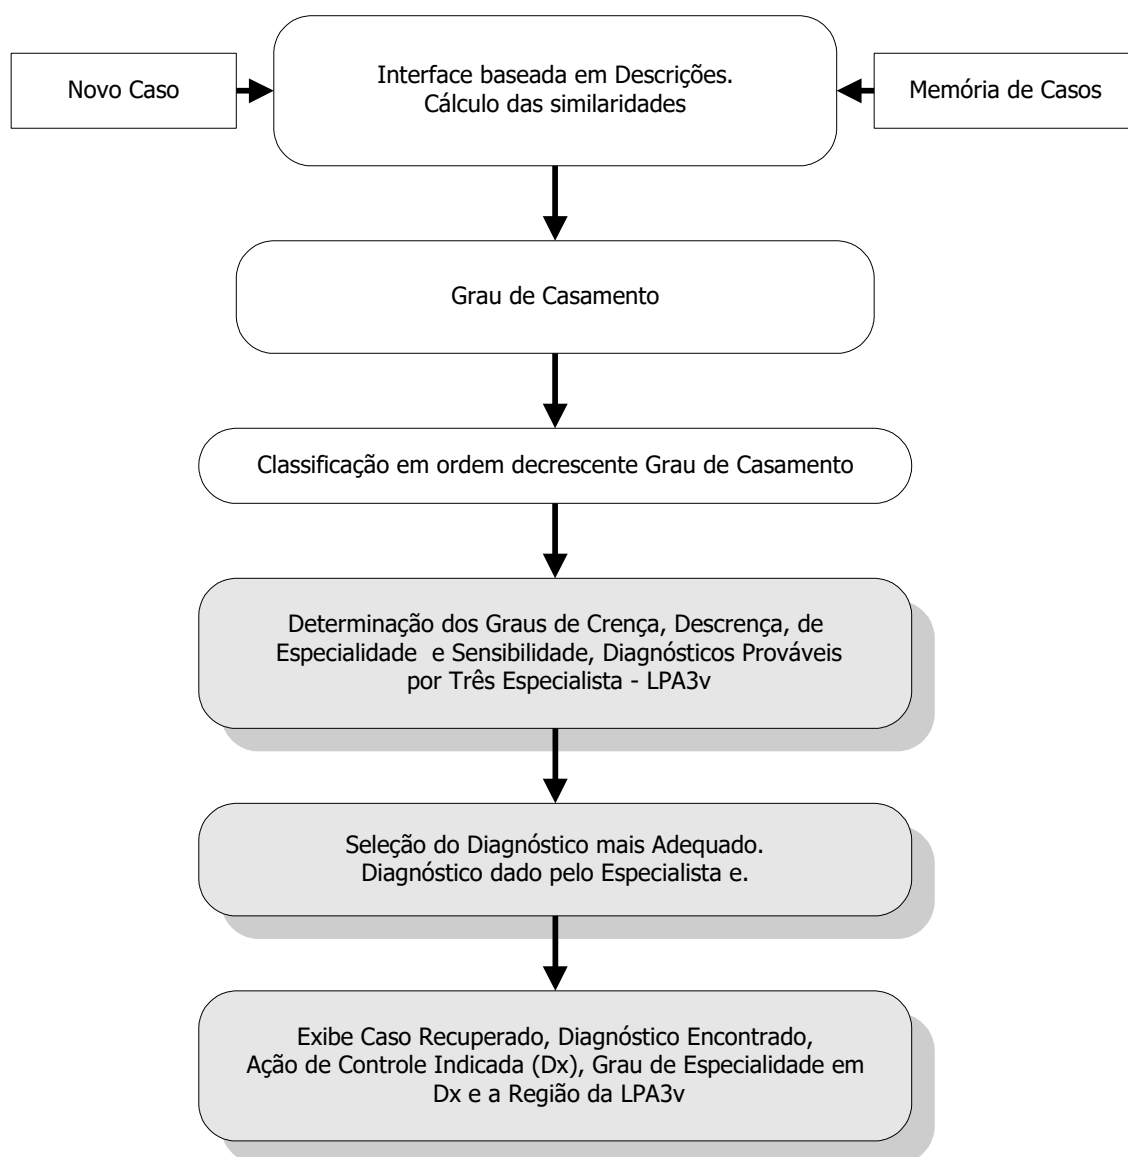 Novo Caso
Interface baseada em Descrições.
Cálculo das similaridades
Memória de Casos
Grau de Casamento
Classificação em ordem decrescente Grau de Casamento
Determinação dos Graus de Crença, Descrença, de
Especialidade e Sensibilidade, Diagnósticos Prováveis
por Três Especialista - LPA3v
Seleção do Diagnóstico mais Adequado.
Diagnóstico dado pelo Especialista e.
Exibe Caso Recuperado, Diagnóstico Encontrado,
Ação de Controle Indicada (Dx), Grau de Especialidade em
Dx e a Região da LPA3v